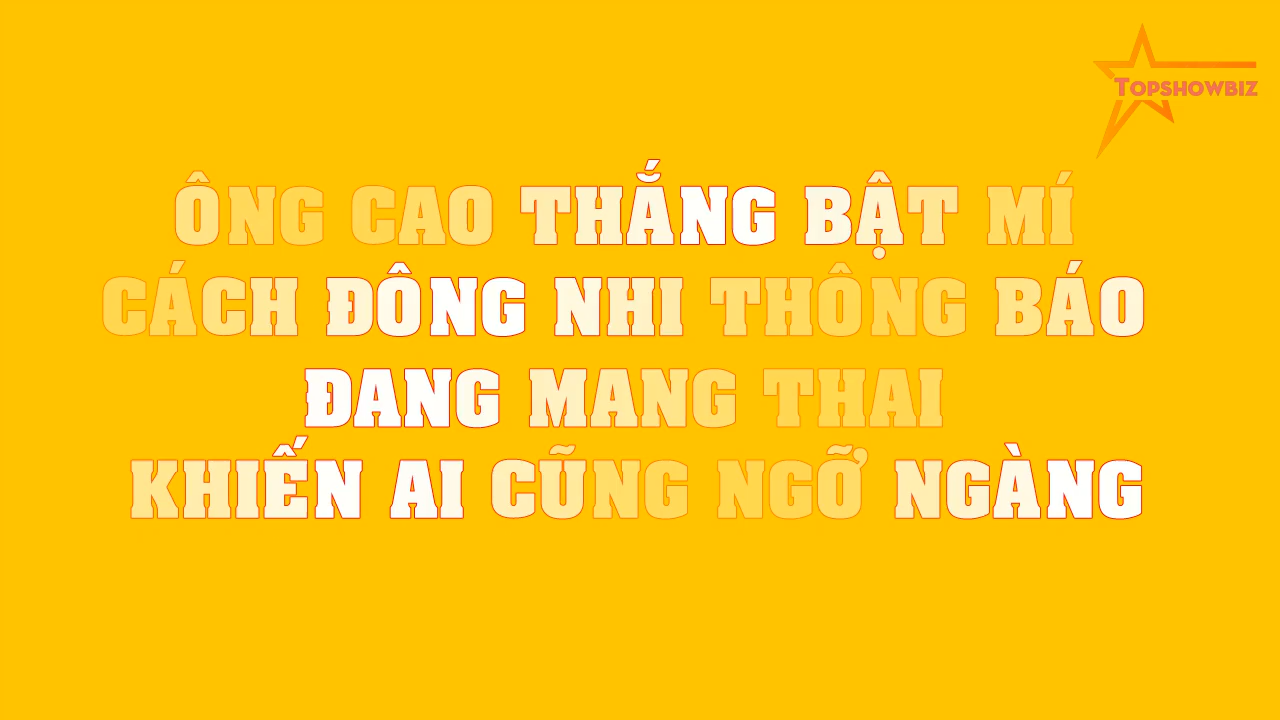 TOPSHOWBIZ
ÔNG CAO THẮNG BẬT MÍ
CÁCH ĐÔNG NHI THÔNG BÁO
ĐANG MANG THAI
KHIẾN AI CŨNG NGỠ NGÀNG